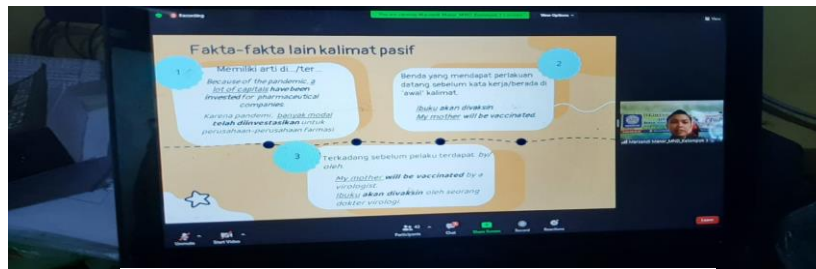 Recording
View Options
View
Fakta-fakta lain kalimat pasif
1
Memiliki arti di.../ter...
Because of the pandemic, a
lot of capitals have been
invested for pharmaceutical
companies
Karena pandemi, banyak modal
telah diinvestasikan untuk
perusahaan-perusahaan farmasi
2
Benda yang mendapat perlakuan
datang sebelum kata kerja/berada di
'awal' kalimat.
Ibuku akan divaksin
My mother will be vaccinated.
3
Terkadang sebelum pelaku terdapat by/
oleh.
My mother will be vaccinated by a
virologist.
Ibuku akan divaksin oleh seorang
dokter virologi.
Unmute
Start Video
Participants
Chat
Share Screen
Record
Reactions
Leave